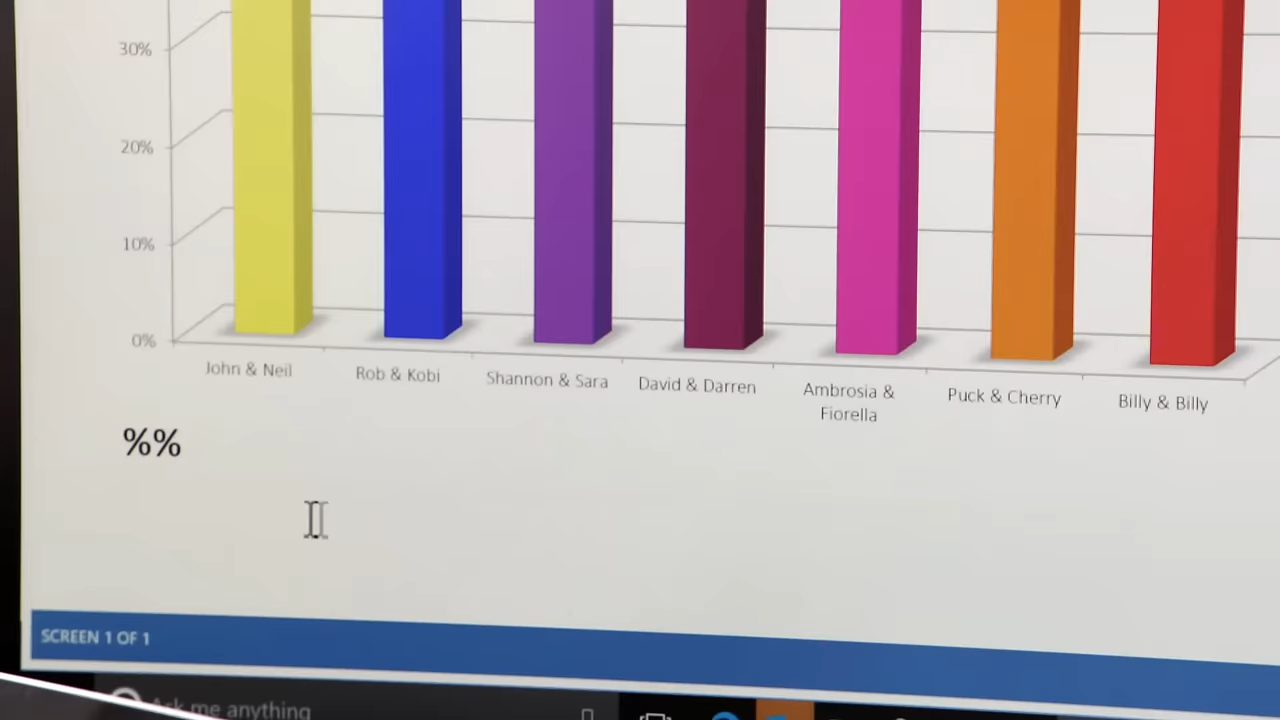 30%
20%
10%
0%
John & Neil
Rob & Kobi
Shannon & Sara
David & Darren
Ambrosia &
Fiorella
Puck & Cherry
Billy & Billy
%%
SCREEN 1 OF 1
Ask me anything